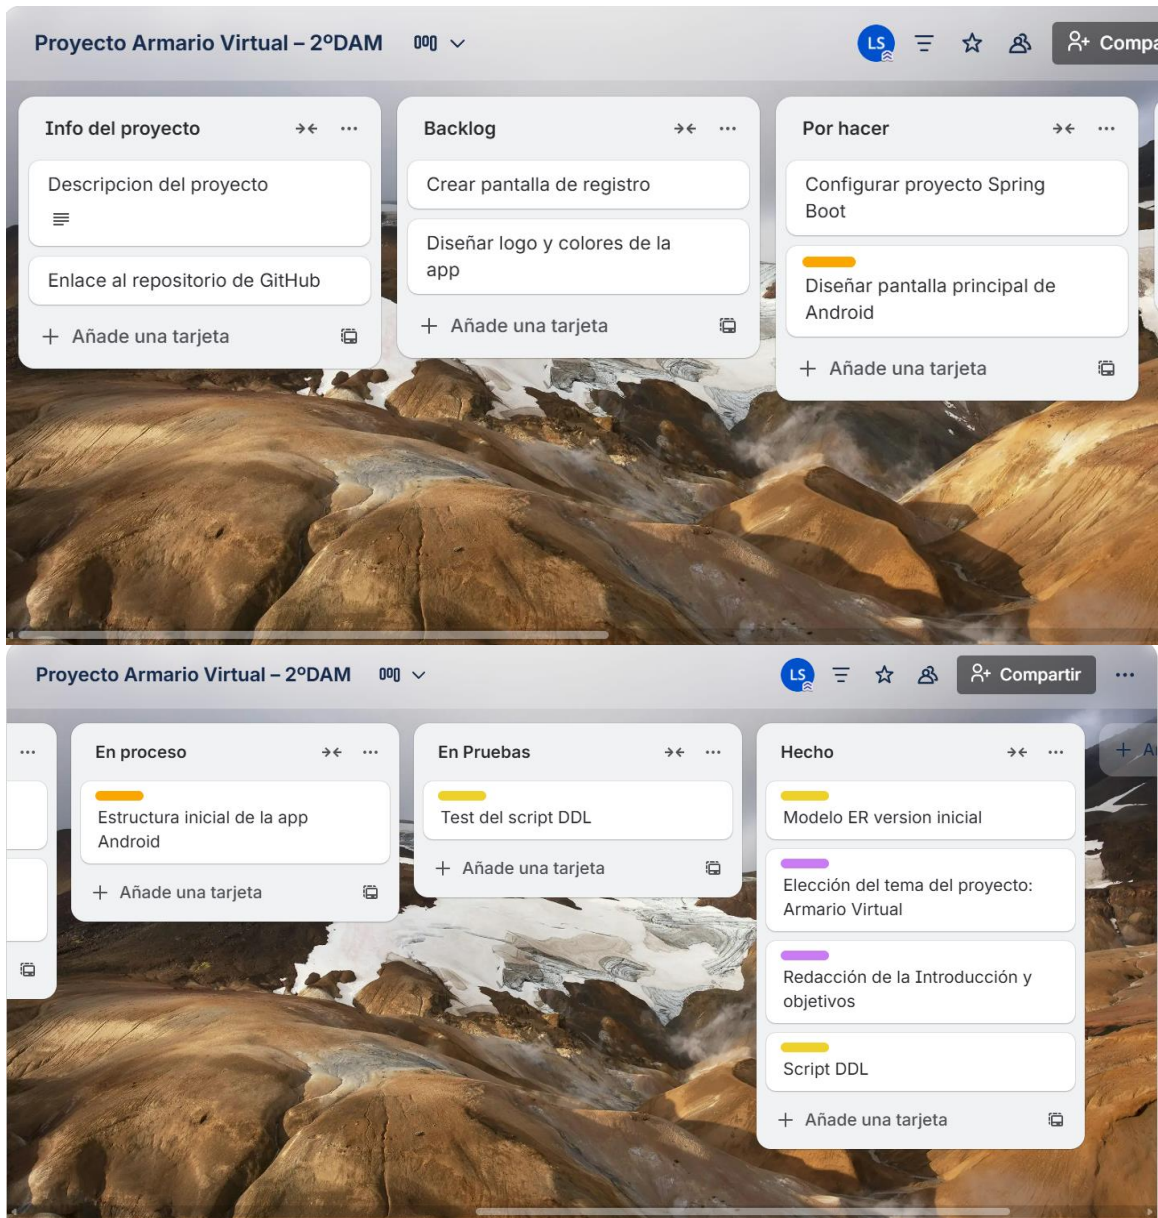 Proyecto Armario Virtual – 2ºDAM
LS
Info del proyecto
Descripcion del proyecto
Enlace al repositorio de GitHub
+ Añade una tarjeta
Backlog
Crear pantalla de registro
Diseñar logo y colores de la
app
+ Añade una tarjeta
Por hacer
Configurar proyecto Spring
Boot
Diseñar pantalla principal de
Android
+ Añade una tarjeta
Proyecto Armario Virtual – 2ºDAM
LS
Compartir
En proceso
Estructura inicial de la app
Android
+ Añade una tarjeta
En Pruebas
Test del script DDL
+ Añade una tarjeta
Hecho
Modelo ER version inicial
Elección del tema del proyecto:
Armario Virtual
Redacción de la Introducción y
objetivos
Script DDL
+ Añade una tarjeta